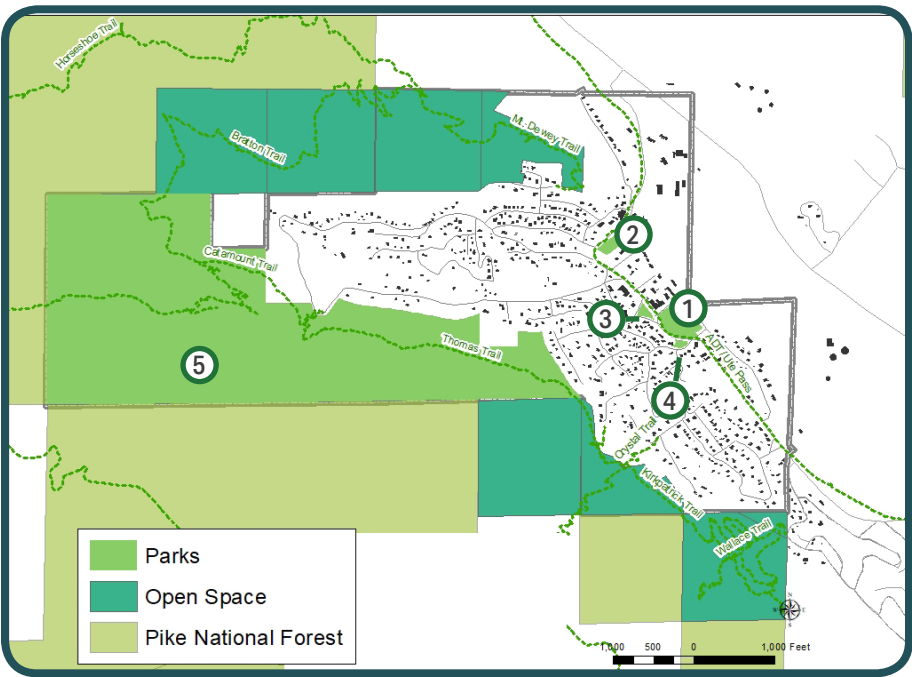 Horseshoe Trail
Mt. Dewey Trail
Bratton Trail
2
Catamount Trail
1
3
Thomas Trail
ADT/Ute Pass
5
4
Crystal Trail
Kirkpatrick Trail
Wallace Trail
Parks
Open Space
Pike National Forest
N
1,000 500 0 1,000 Feet